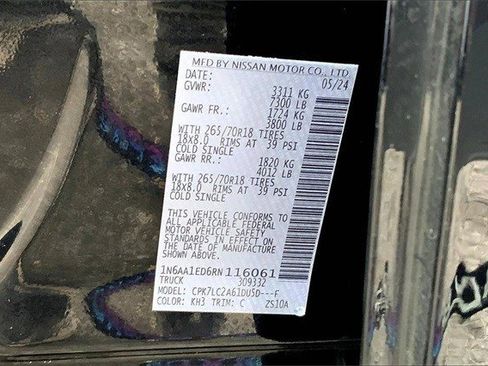 MFD BY NISSAN MOTOR CO., LTD
DATE: 05/24
GVWR: 3311 KG
7300 LB
GAWR FR.: 1724 KG
3800 LB
WITH 265/70R18 TIRES
18x8.0 RIMS AT 39 PSI
COLD SINGLE
GAWR RR.: 1820 KG
4012 LB
WITH 265/70R18 TIRES
18x8.0 RIMS AT 39 PSI
COLD SINGLE
THIS VEHICLE CONFORMS TO
ALL APPLICABLE FEDERAL
MOTOR VEHICLE SAFETY
STANDARDS IN EFFECT ON
THE DATE OF MANUFACTURE
SHOWN ABOVE.
1N6AA1ED6RN116061
TRUCK 309332
MODEL: CPK7LC2A61DU5D---F
COLOR: KH3 TRIM: C ZS10A